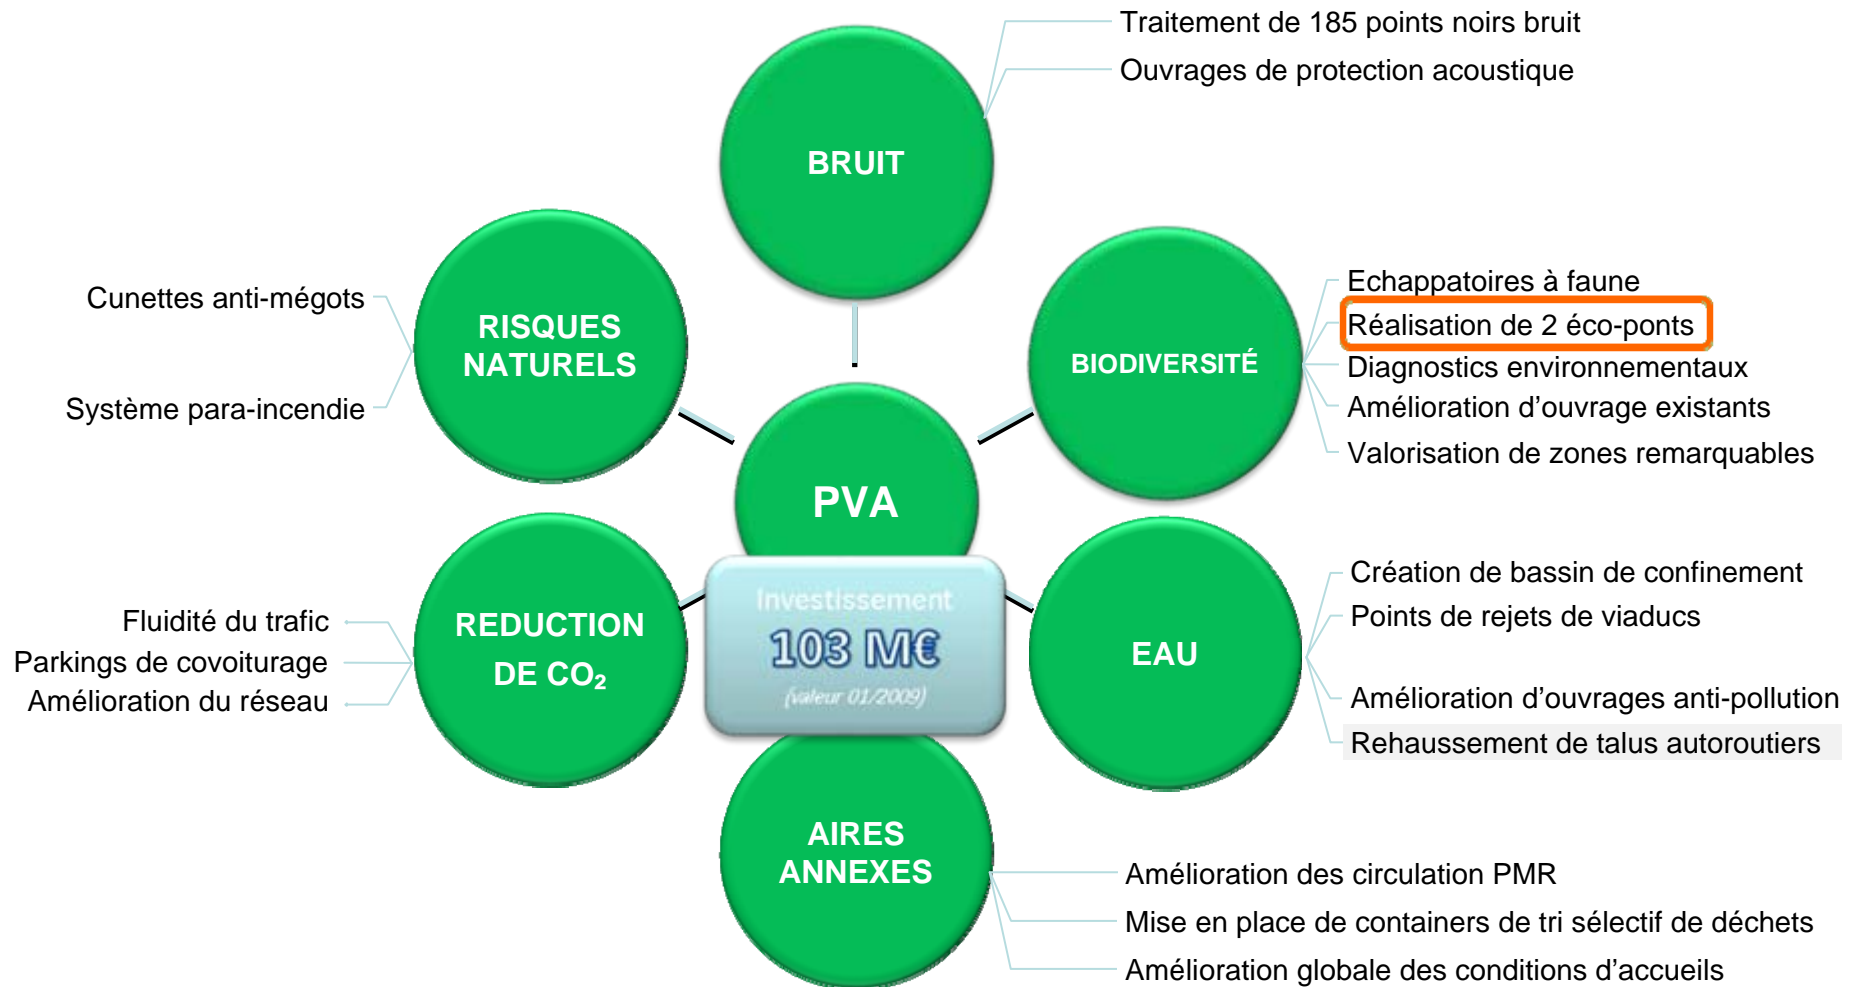 Traitement de 185 points noirs bruit
Ouvrages de protection acoustique
BRUIT
Cunettes anti-mégots
Système para-incendie
RISQUES
NATURELS
BIODIVERSITÉ
Echappatoires à faune
Réalisation de 2 éco-ponts
Diagnostics environnementaux
Amélioration d’ouvrage existants
Valorisation de zones remarquables
PVA
Investissement
103 M€
(valeur 01/2009)
Fluidité du trafic
Parkings de covoiturage
Amélioration du réseau
REDUCTION
DE CO₂
EAU
Création de bassin de confinement
Points de rejets de viaducs
Amélioration d’ouvrages anti-pollution
Rehaussement de talus autoroutiers
AIRES
ANNEXES
Amélioration des circulation PMR
Mise en place de containers de tri sélectif de déchets
Amélioration globale des conditions d’accueils